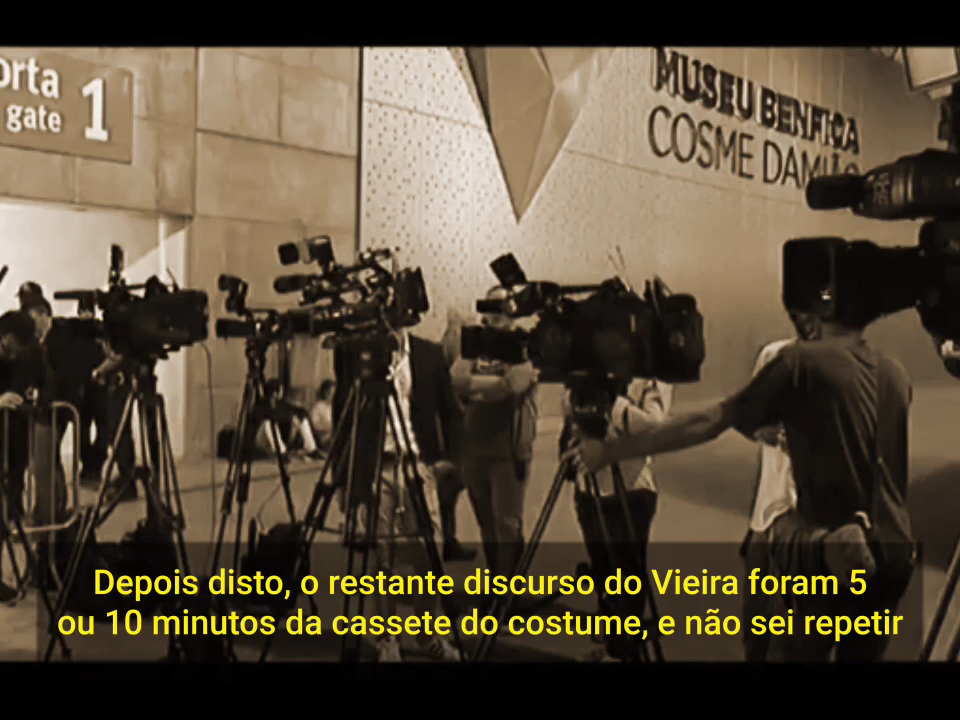 orta
gate
1
MUSEU BENFICA
COSME DAMIÃO
Depois disto, o restante discurso do Vieira foram 5
ou 10 minutos da cassete do costume, e não sei repetir